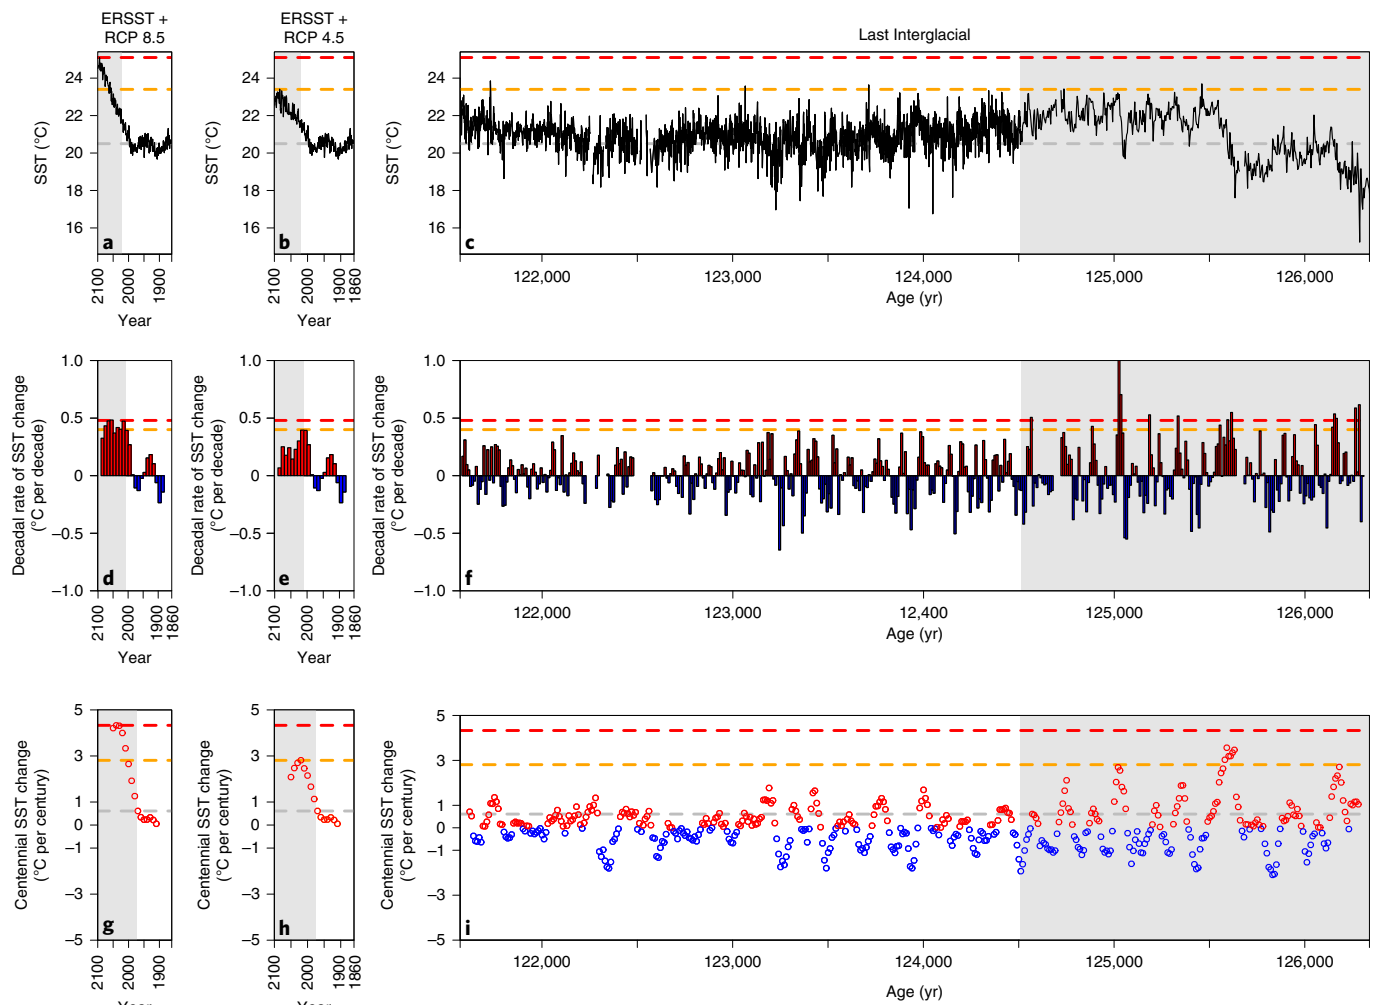 ERSST +
RCP 8.5
ERSST +
RCP 4.5
Last Interglacial
SST (°C)
24
22
20
18
16
a
2100
2000
1900
1860
Year
SST (°C)
24
22
20
18
16
b
2100
2000
1900
1860
Year
SST (°C)
24
22
20
18
16
c
122,000
123,000
124,000
125,000
126,000
Age (yr)
Decadal rate of SST change
(°C per decade)
1.0
0.5
0
−0.5
−1.0
d
2100
2000
1900
1860
Year
Decadal rate of SST change
(°C per decade)
1.0
0.5
0
−0.5
−1.0
e
2100
2000
1900
1860
Year
Decadal rate of SST change
(°C per decade)
1.0
0.5
0
−0.5
−1.0
f
122,000
123,000
12,400
125,000
126,000
Age (yr)
Centennial SST change
(°C per century)
5
3
1
0
−1
−3
−5
g
2100
2000
1900
Year
Centennial SST change
(°C per century)
5
3
1
0
−1
−3
−5
h
2100
2000
1900
1860
Year
Centennial SST change
(°C per century)
5
3
1
0
−1
−3
−5
i
122,000
123,000
124,000
125,000
126,000
Age (yr)